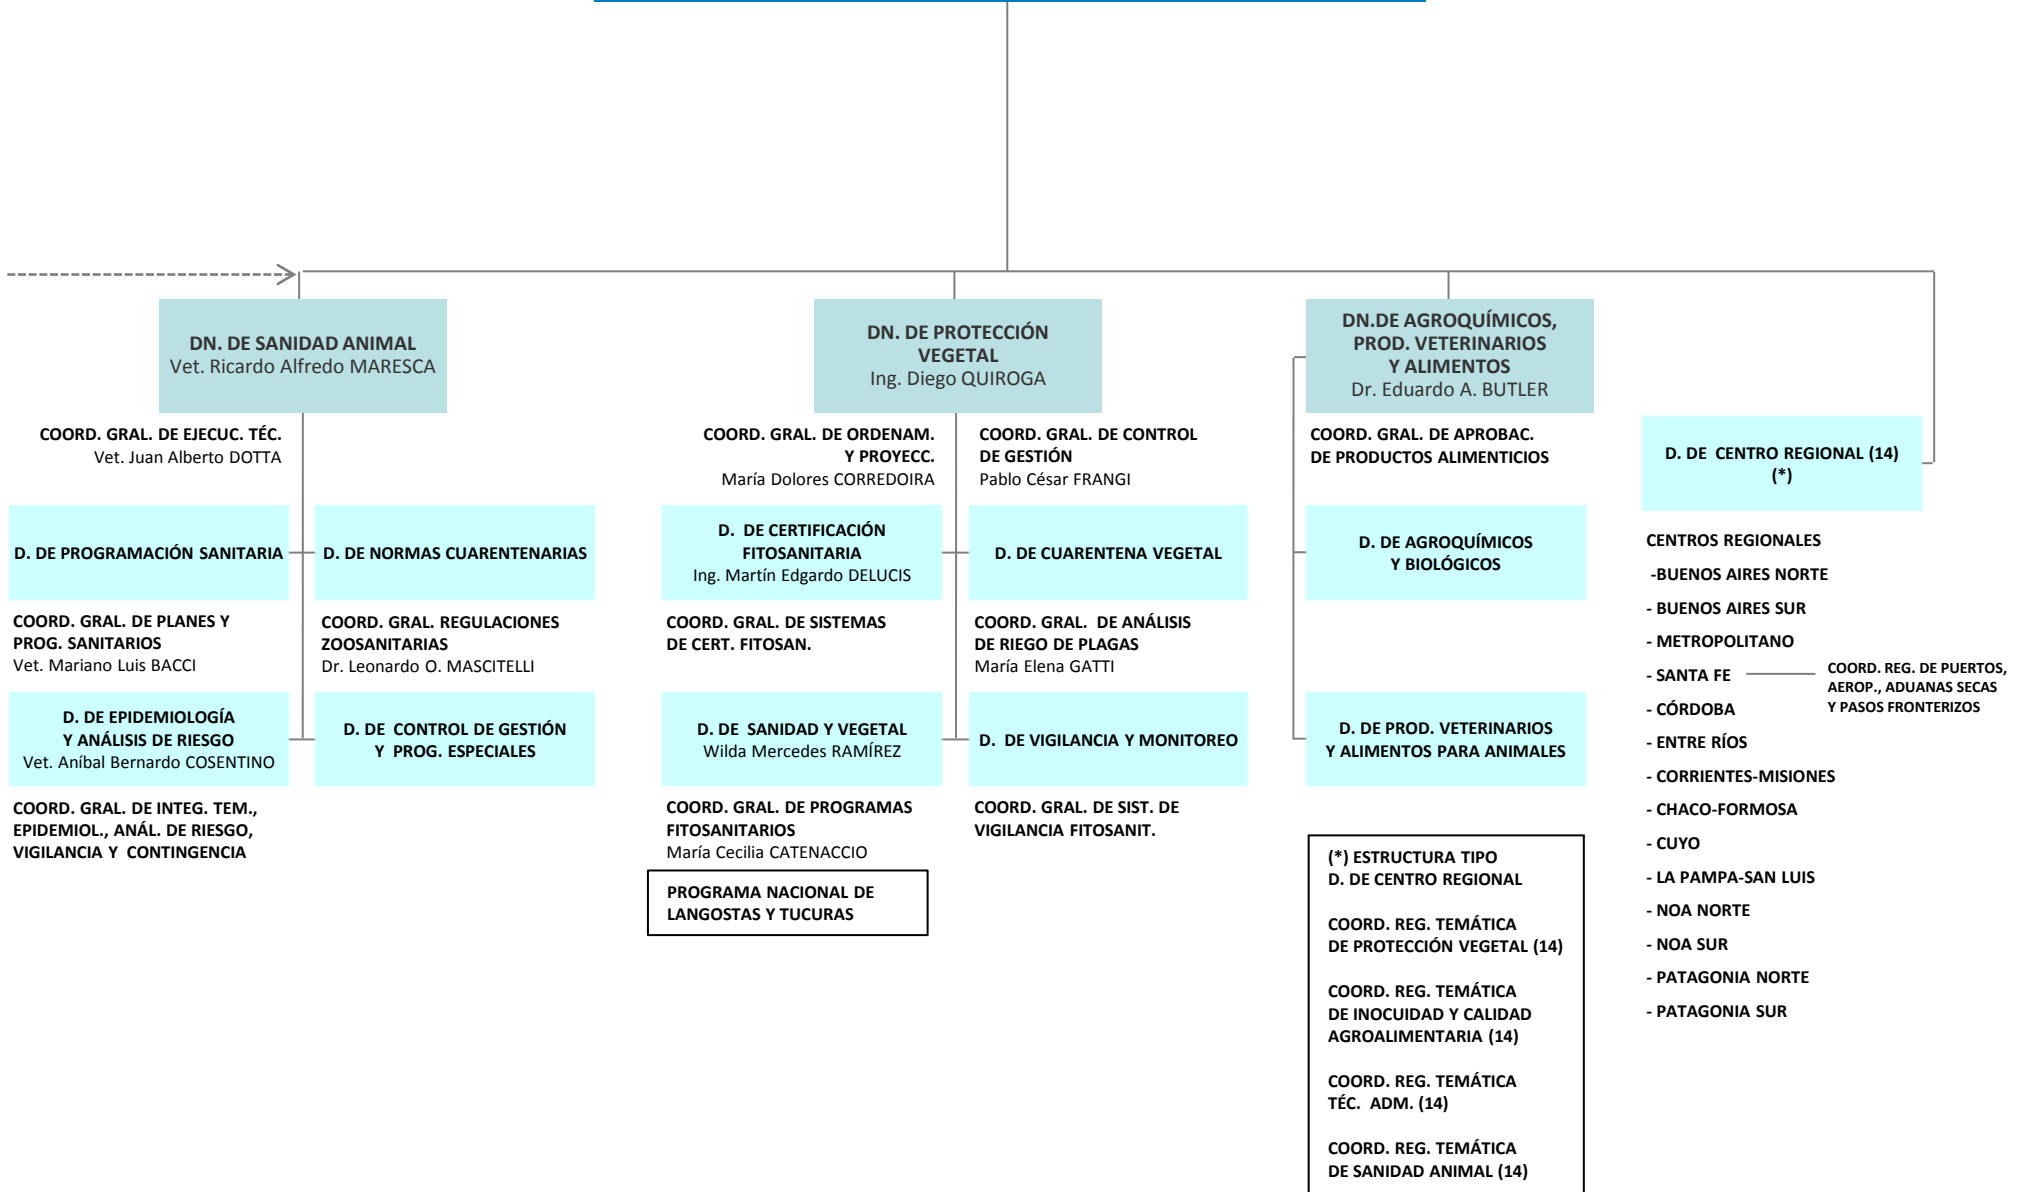 DN. DE SANIDAD ANIMAL
Vet. Ricardo Alfredo MARESCA
COORD. GRAL. DE EJECUC. TÉC.
Vet. Juan Alberto DOTTA
D. DE PROGRAMACIÓN SANITARIA
D. DE NORMAS CUARENTENARIAS
COORD. GRAL. DE PLANES Y
PROG. SANITARIOS
Vet. Mariano Luis BACCI
COORD. GRAL. REGULACIONES
ZOOSANITARIAS
Dr. Leonardo O. MASCITELLI
D. DE EPIDEMIOLOGÍA
Y ANÁLISIS DE RIESGO
Vet. Aníbal Bernardo COSENTINO
D. DE CONTROL DE GESTIÓN
Y PROG. ESPECIALES
COORD. GRAL. DE INTEG. TEM.,
EPIDEMIOL., ANÁL. DE RIESGO,
VIGILANCIA Y CONTINGENCIA
DN. DE PROTECCIÓN
VEGETAL
Ing. Diego QUIROGA
COORD. GRAL. DE ORDENAM.
Y PROYECC.
María Dolores CORREDOIRA
COORD. GRAL. DE CONTROL
DE GESTIÓN
Pablo César FRANGI
D. DE CERTIFICACIÓN
FITOSANITARIA
Ing. Martín Edgardo DELUCIS
D. DE CUARENTENA VEGETAL
COORD. GRAL. DE SISTEMAS
DE CERT. FITOSAN.
COORD. GRAL. DE ANÁLISIS
DE RIEGO DE PLAGAS
María Elena GATTI
D. DE SANIDAD Y VEGETAL
Wilda Mercedes RAMÍREZ
D. DE VIGILANCIA Y MONITOREO
COORD. GRAL. DE PROGRAMAS
FITOSANITARIOS
María Cecilia CATENACCIO
COORD. GRAL. DE SIST. DE
VIGILANCIA FITOSANIT.
PROGRAMA NACIONAL DE
LANGOSTAS Y TUCURAS
DN.DE AGROQUÍMICOS,
PROD. VETERINARIOS
Y ALIMENTOS
Dr. Eduardo A. BUTLER
COORD. GRAL. DE APROBAC.
DE PRODUCTOS ALIMENTICIOS
D. DE AGROQUÍMICOS
Y BIOLÓGICOS
D. DE PROD. VETERINARIOS
Y ALIMENTOS PARA ANIMALES
(*) ESTRUCTURA TIPO
D. DE CENTRO REGIONAL
COORD. REG. TEMÁTICA
DE PROTECCIÓN VEGETAL (14)
COORD. REG. TEMÁTICA
DE INOCUIDAD Y CALIDAD
AGROALIMENTARIA (14)
COORD. REG. TEMÁTICA
TÉC. ADM. (14)
COORD. REG. TEMÁTICA
DE SANIDAD ANIMAL (14)
D. DE CENTRO REGIONAL (14)
(*)
CENTROS REGIONALES
-BUENOS AIRES NORTE
- BUENOS AIRES SUR
- METROPOLITANO
- SANTA FE
COORD. REG. DE PUERTOS,
AEROP., ADUANAS SECAS
Y PASOS FRONTERIZOS
- CÓRDOBA
- ENTRE RÍOS
- CORRIENTES-MISIONES
- CHACO-FORMOSA
- CUYO
- LA PAMPA-SAN LUIS
- NOA NORTE
- NOA SUR
- PATAGONIA NORTE
- PATAGONIA SUR